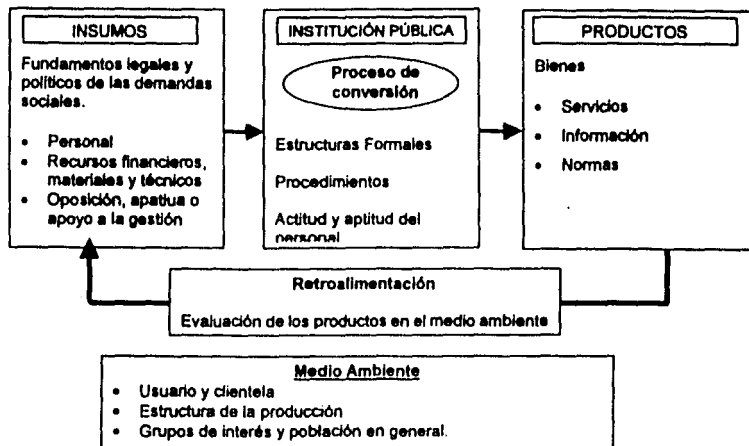 INSUMOS
Fundamentos legales y
políticos de las demandas
sociales.
• Personal
• Recursos financieros,
materiales y técnicos
• Oposición, apatiua o
apoyo a la gestión
INSTITUCIÓN PÚBLICA
Proceso de
conversión
Estructuras Formales
Procedimientos
Actitud y aptitud del
personal
PRODUCTOS
Bienes
• Servicios
• Información
• Normas
Retroalimentación
Evaluación de los productos en el medio ambiente
Medio Ambiente
• Usuario y clientela
• Estructura de la producción
• Grupos de interés y población en general.